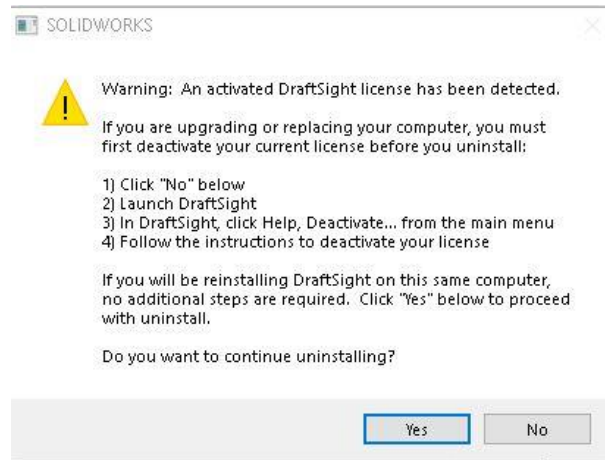 SOLIDWORKS
Warning: An activated DraftSight license has been detected.
If you are upgrading or replacing your computer, you must
first deactivate your current license before you uninstall:
1) Click "No" below
2) Launch DraftSight
3) In DraftSight, click Help, Deactivate... from the main menu
4) Follow the instructions to deactivate your license
If you will be reinstalling DraftSight on this same computer,
no additional steps are required. Click "Yes" below to proceed
with uninstall.
Do you want to continue uninstalling?
Yes No